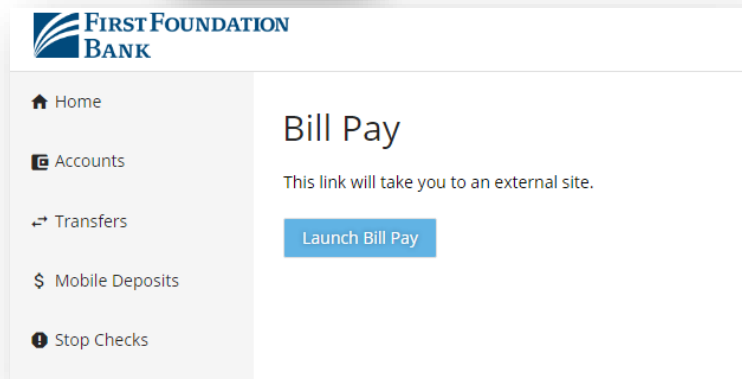 FIRST FOUNDATION
BANK
Home
Accounts
Transfers
Mobile Deposits
Stop Checks
Bill Pay
This link will take you to an external site.
Launch Bill Pay